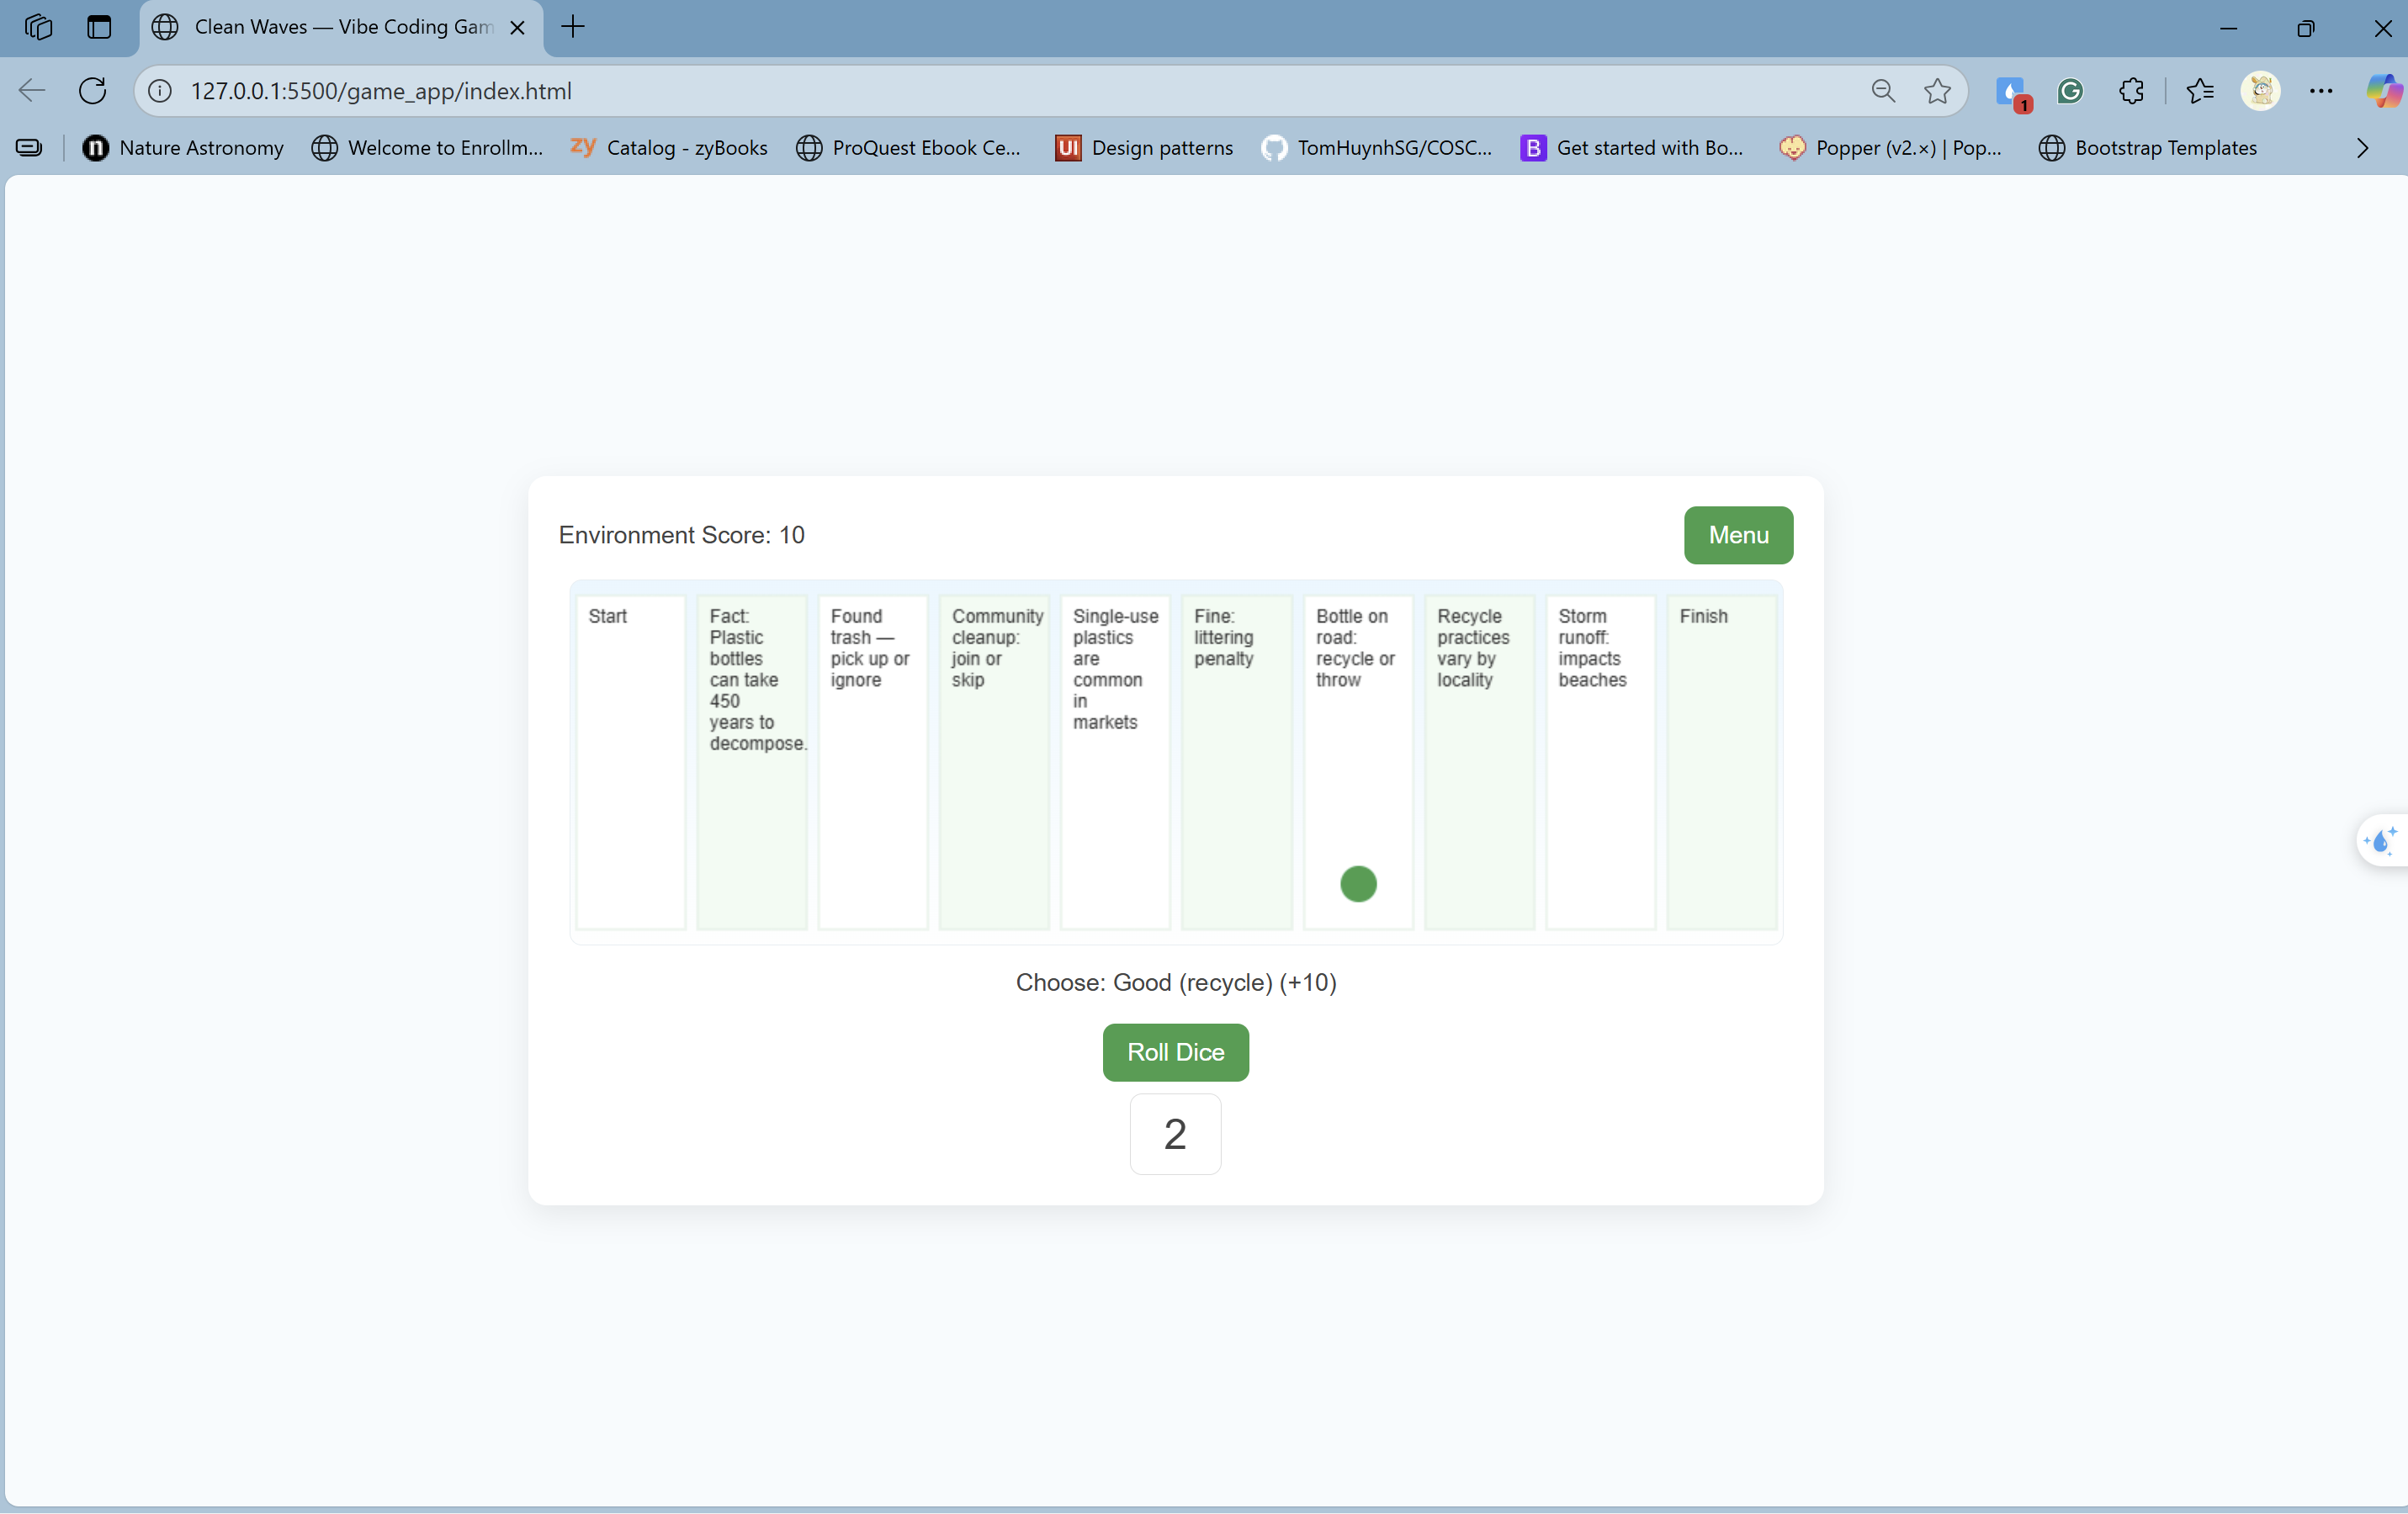 Clean Waves — Vibe Coding Gam
127.0.0.1:5500/game_app/index.html
1
Nature Astronomy
Welcome to Enrollm...
zy Catalog - zyBooks
ProQuest Ebook Ce...
UI Design patterns
TomHuynhSG/COSC...
B Get started with Bo...
Popper (v2.×) | Pop...
Bootstrap Templates
Environment Score: 10
Menu
Start
Fact:
Plastic
bottles
can take
450
years to
decompose.
Found
trash —
pick up or
ignore
Community
cleanup:
join or
skip
Single-use
plastics
are
common
in
markets
Fine:
littering
penalty
Bottle on
road:
recycle or
throw
Recycle
practices
vary by
locality
Storm
runoff:
impacts
beaches
Finish
Choose: Good (recycle) (+10)
Roll Dice
2